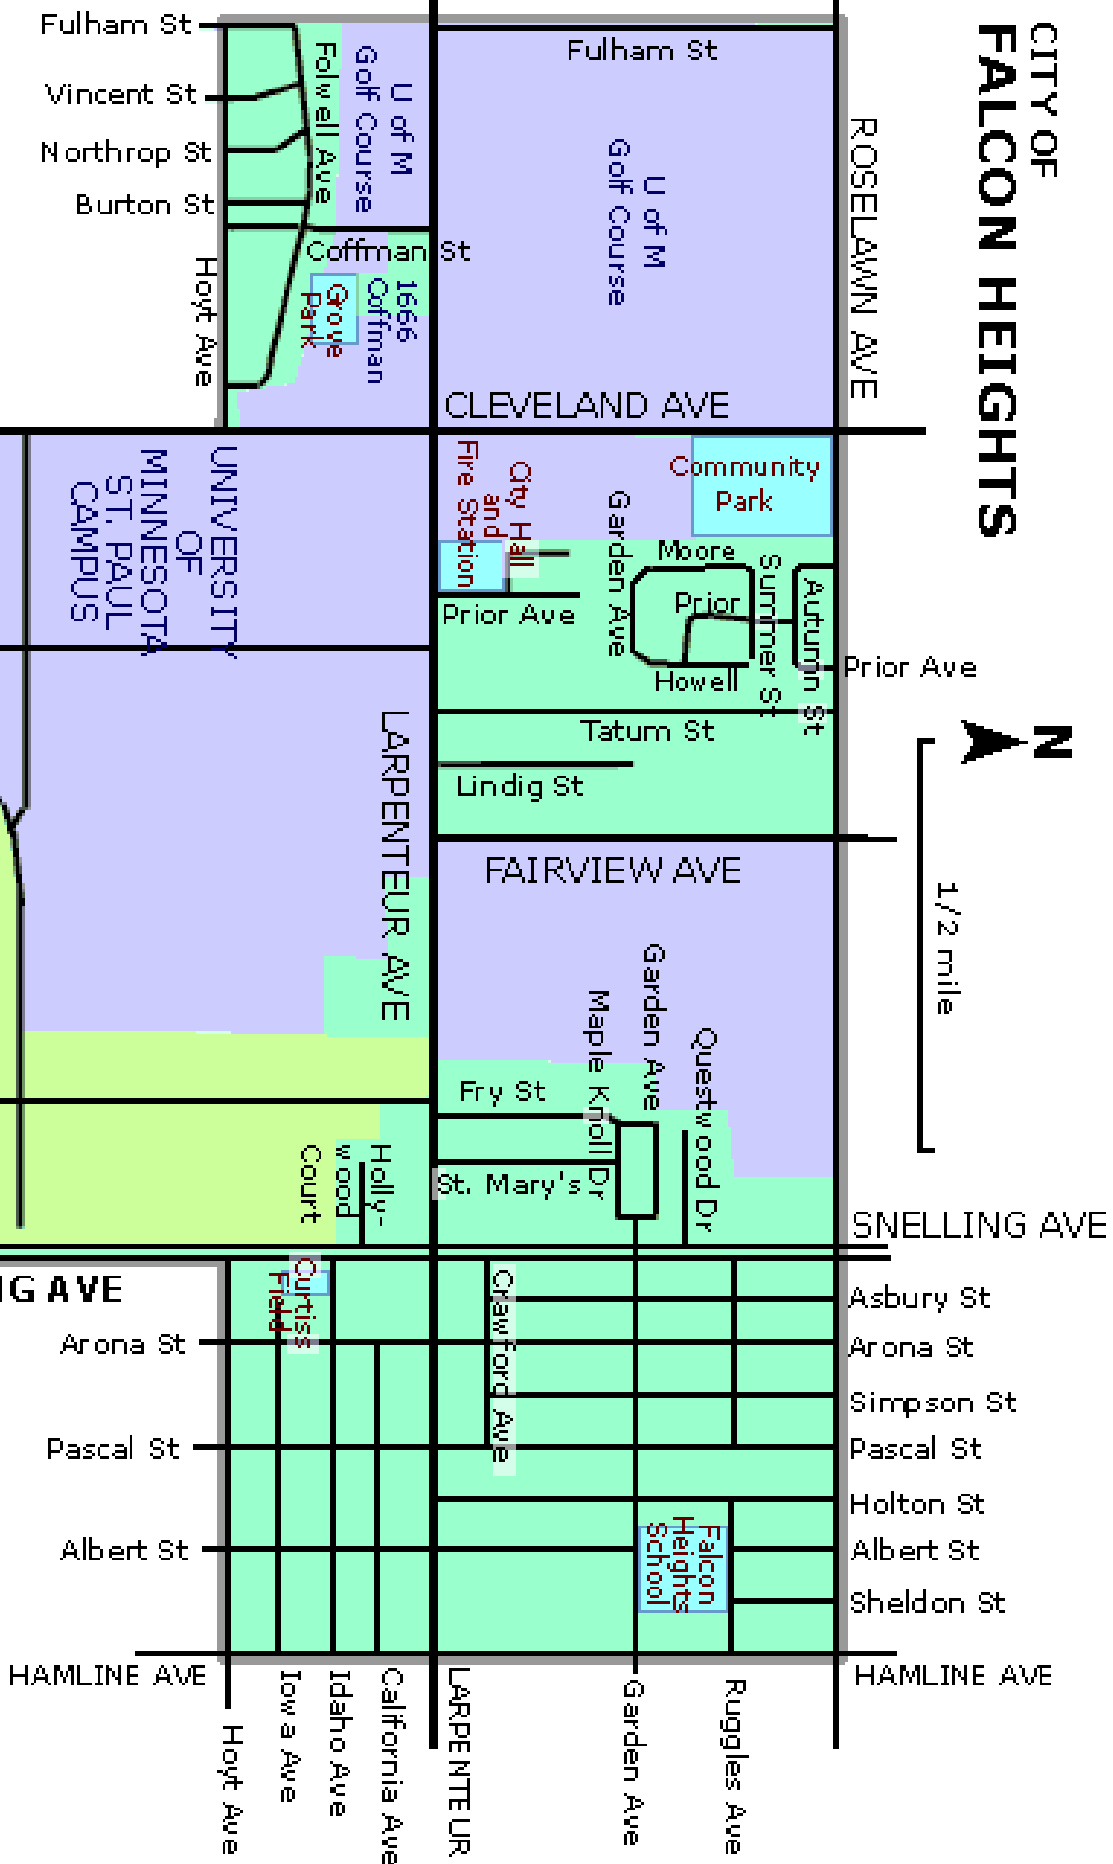 CITY OF
FALCON HEIGHTS
N
1/2 mile
Fulham St
Vincent St
Northrop St
Burton St
Hoyt Ave
Folwell Ave
U of M
Golf Course
Coffman St
1666
Coffman
Grove
Park
Fulham St
U of M
Golf Course
ROSELAWN AVE
CLEVELAND AVE
UNIVERSITY
OF
MINNESOTA
ST. PAUL
CAMPUS
City Hall
and
Fire Station
Community
Park
Garden Ave
Moore
Prior
Howell
Summer St
Autumn St
Prior Ave
Prior Ave
Tatum St
Lindig St
LARPENTEUR AVE
FAIRVIEW AVE
Garden Ave
Maple Knoll Dr
Questwood Dr
Fry St
St. Mary's
Holly-
wood
Court
SNELLING AVE
G AVE
Curtiss
Field
Crawford Ave
Arona St
Pascal St
Albert St
Asbury St
Arona St
Simpson St
Pascal St
Holton St
Albert St
Sheldon St
Falcon
Heights
School
HAMLINE AVE
HAMLINE AVE
Hoyt Ave
Iowa Ave
Idaho Ave
California Ave
LARPENTEUR
Garden Ave
Ruggles Ave